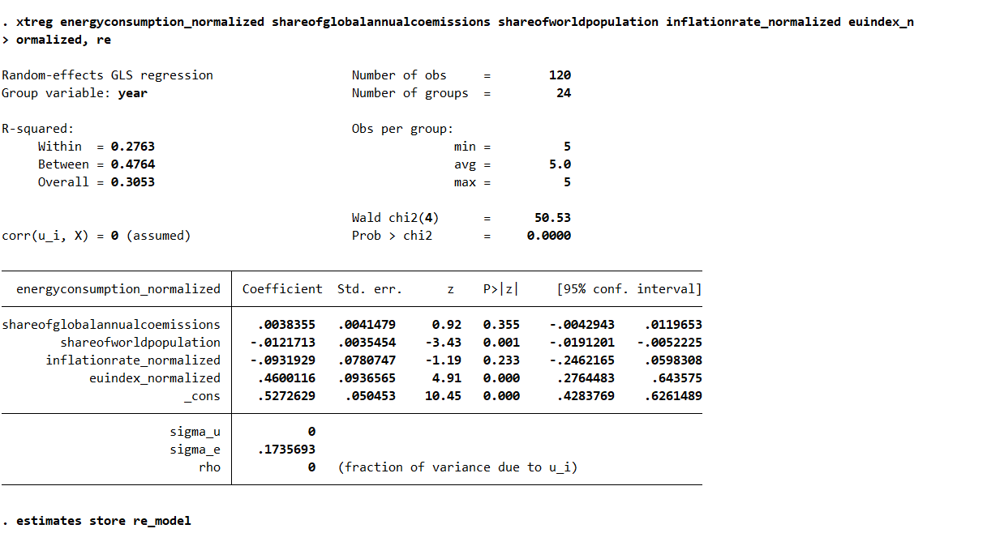 . xtreg energyconsumption_normalized shareofglobalannualcoemissions shareofworldpopulation inflationrate_normalized euindex_n
> ormalized, re
Random-effects GLS regression Number of obs = 120
Group variable: year Number of groups = 24
R-squared: Obs per group:
Within = 0.2763 min = 5
Between = 0.4764 avg = 5.0
Overall = 0.3053 max = 5
Wald chi2(4) = 50.53
corr(u_i, X) = 0 (assumed) Prob > chi2 = 0.0000
energyconsumption_normalized Coefficient Std. err. z P>|z| [95% conf. interval]
shareofglobalannualcoemissions .0038355 .0041479 0.92 0.355 -.0042943 .0119653
shareofworldpopulation -.0121713 .0035454 -3.43 0.001 -.0191201 -.0052225
inflationrate_normalized -.0931929 .0780747 -1.19 0.233 -.2462165 .0598308
euindex_normalized .4600116 .0936565 4.91 0.000 .2764483 .643575
_cons .5272629 .050453 10.45 0.000 .4283769 .6261489
sigma_u 0
sigma_e .1735693
rho 0 (fraction of variance due to u_i)
. estimates store re_model